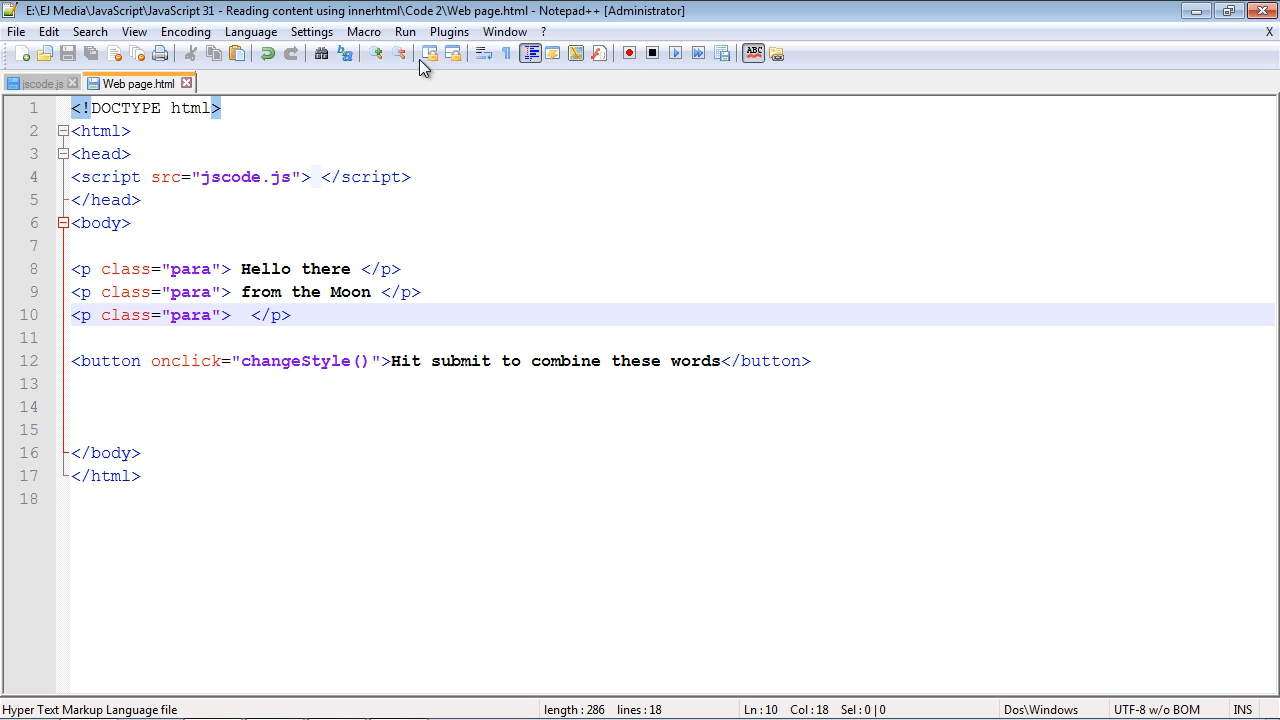 E:\EJ Media\JavaScript\JavaScript 31 - Reading content using innerhtml\Code 2\Web page.html - Notepad++ [Administrator]
File Edit Search View Encoding Language Settings Macro Run Plugins Window ? X
ABC
jscode.js Web page.html
1 <!DOCTYPE html>
2 <html>
3 <head>
4 <script src="jscode.js"> </script>
5 </head>
6 <body>
7
8 <p class="para"> Hello there </p>
9 <p class="para"> from the Moon </p>
10 <p class="para">  </p>
11
12 <button onclick="changeStyle()">Hit submit to combine these words</button>
13
14
15
16 </body>
17 </html>
18
Hyper Text Markup Language file length : 286 lines : 18 Ln : 10 Col : 18 Sel : 0 | 0 Dos\Windows UTF-8 w/o BOM INS